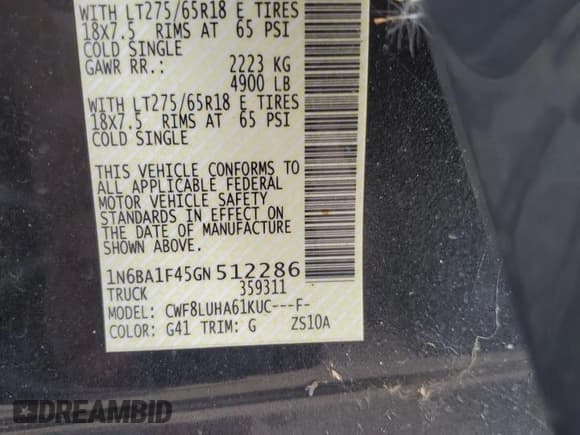 WITH LT275/65R18 E TIRES
18X7.5 RIMS AT 65 PSI
COLD SINGLE
GAWR RR.: 2223 KG
4900 LB
WITH LT275/65R18 E TIRES
18X7.5 RIMS AT 65 PSI
COLD SINGLE
THIS VEHICLE CONFORMS TO
ALL APPLICABLE FEDERAL
MOTOR VEHICLE SAFETY
STANDARDS IN EFFECT ON
THE DATE OF MANUFACTURE
SHOWN ABOVE.
1N6BA1F45GN512286
TRUCK 359311
MODEL: CWF8LUHA61KUC---F-
COLOR: G41 TRIM: G ZS10A
DREAMBID